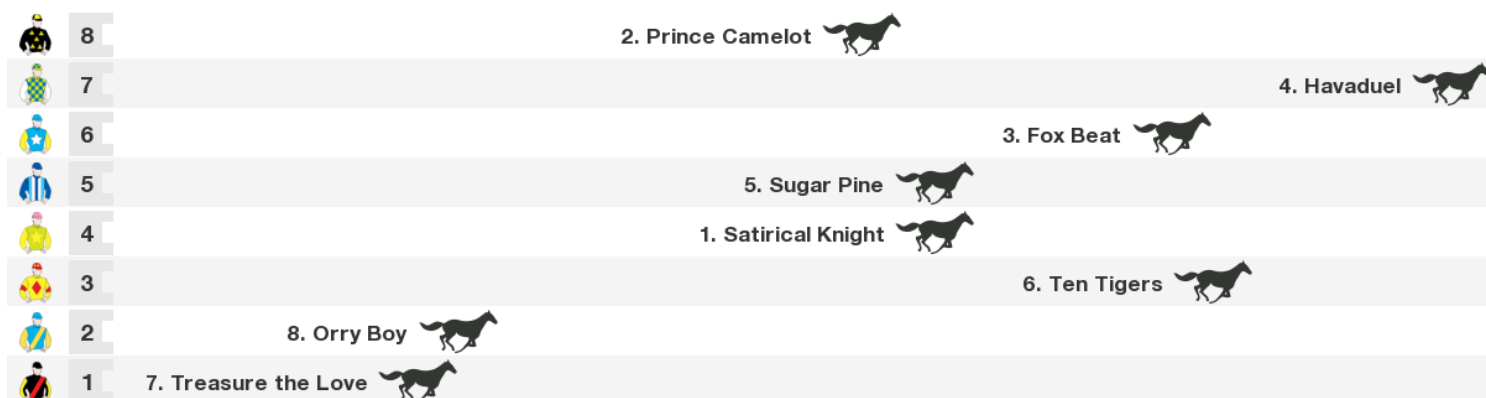 8 2. Prince Camelot
7 4. Havaduel
6 3. Fox Beat
5 5. Sugar Pine
4 1. Satirical Knight
3 6. Ten Tigers
2 8. Orry Boy
1 7. Treasure the Love